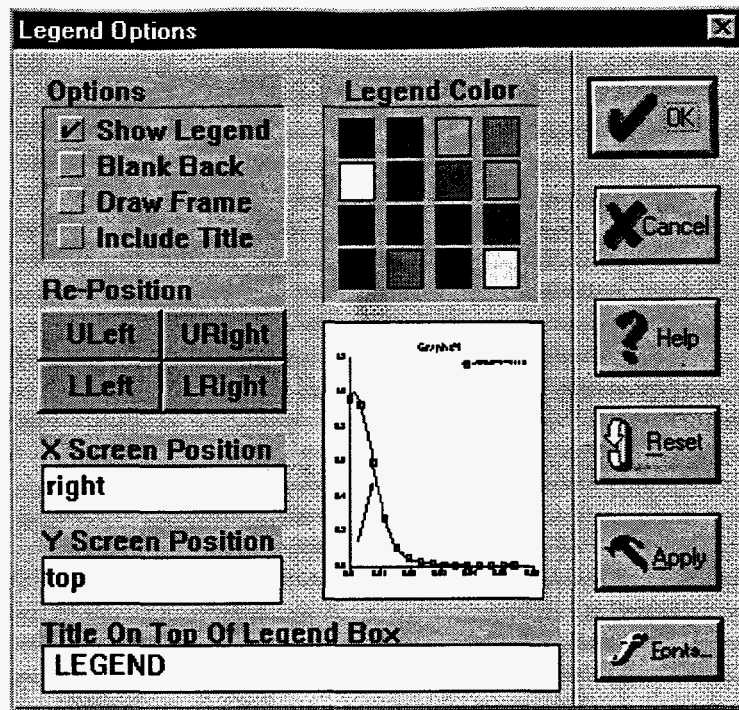 Legend Options
Options
Show Legend
Blank Back
Draw Frame
Include Title
Legend Color
Re-Position
ULeft URight
LLeft LRight
X Screen Position
right
Y Screen Position
top
Title On Top Of Legend Box
LEGEND
OK
Cancel
Help
Reset
Apply
Fonts...